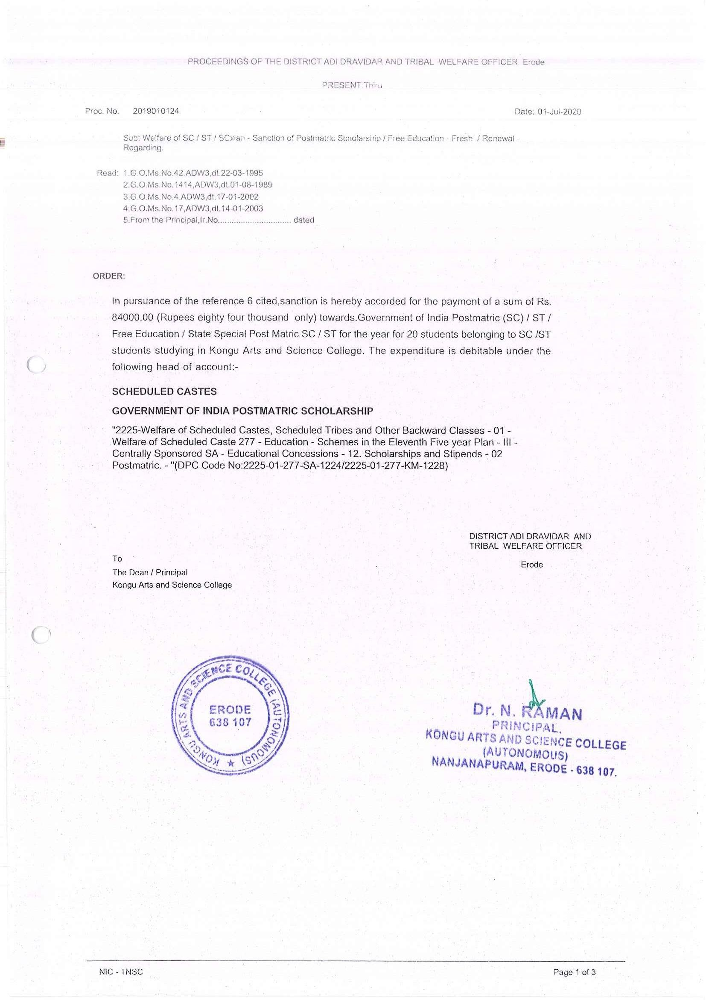 PROCEEDINGS OF THE DISTRICT ADI DRAVIDAR AND TRIBAL WELFARE OFFICER Erode
PRESENT:Thiru
Proc. No. 2019010124 Date: 01-Jul-2020
Sub: Welfare of SC / ST / SCxian - Sanction of Postmatric Scholarship / Free Education - Fresh / Renewal -
Regarding.
Read: 1.G.O.Ms.No.42.ADW3,dt.22-03-1995
2.G.O.Ms.No.1414,ADW3,dt.01-08-1989
3.G.O.Ms.No.4.ADW3,dt.17-01-2002
4.G.O.Ms.No.17,ADW3,dt.14-01-2003
5.From the Principal,lr.No................................ dated
ORDER:
In pursuance of the reference 6 cited,sanction is hereby accorded for the payment of a sum of Rs.
84000.00 (Rupees eighty four thousand only) towards.Government of India Postmatric (SC) / ST /
Free Education / State Special Post Matric SC / ST for the year for 20 students belonging to SC /ST
students studying in Kongu Arts and Science College. The expenditure is debitable under the
following head of account:-
SCHEDULED CASTES
GOVERNMENT OF INDIA POSTMATRIC SCHOLARSHIP
"2225-Welfare of Scheduled Castes, Scheduled Tribes and Other Backward Classes - 01 -
Welfare of Scheduled Caste 277 - Education - Schemes in the Eleventh Five year Plan - III -
Centrally Sponsored SA - Educational Concessions - 12. Scholarships and Stipends - 02
Postmatric. - "(DPC Code No:2225-01-277-SA-1224/2225-01-277-KM-1228)
DISTRICT ADI DRAVIDAR AND
TRIBAL WELFARE OFFICER
Erode
To
The Dean / Principal
Kongu Arts and Science College
KONGU ARTS AND SCIENCE COLLEGE (AUTONOMOUS) ★
ERODE
638 107
Dr. N. RAMAN
PRINCIPAL,
KONGU ARTS AND SCIENCE COLLEGE
(AUTONOMOUS)
NANJANAPURAM, ERODE - 638 107.
NIC - TNSC Page 1 of 3